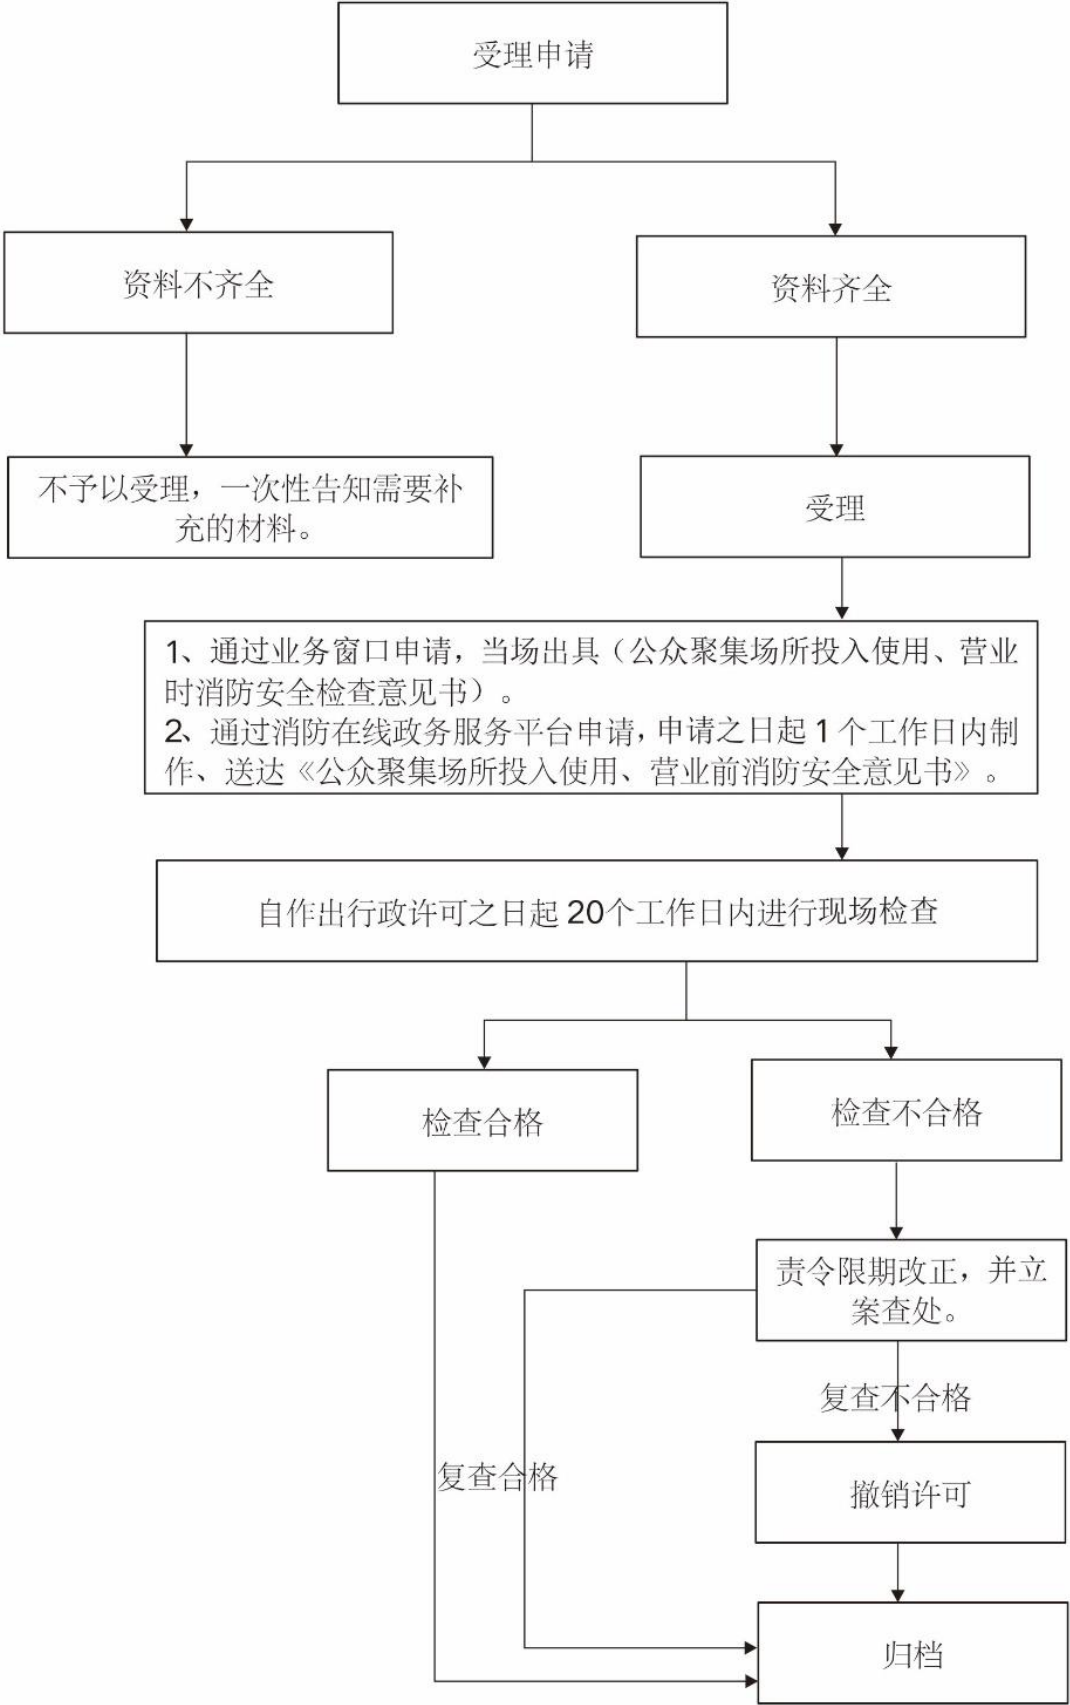 受理申请
资料不齐全
资料齐全
不予以受理，一次性告知需要补
充的材料。
受理
1、通过业务窗口申请，当场出具（公众聚集场所投入使用、营业
时消防安全检查意见书）。
2、通过消防在线政务服务平台申请，申请之日起 1 个工作日内制
作、送达《公众聚集场所投入使用、营业前消防安全意见书》。
自作出行政许可之日起 20个工作日内进行现场检查
检查合格
检查不合格
责令限期改正，并立
案查处。
复查不合格
复查合格
撤销许可
归档